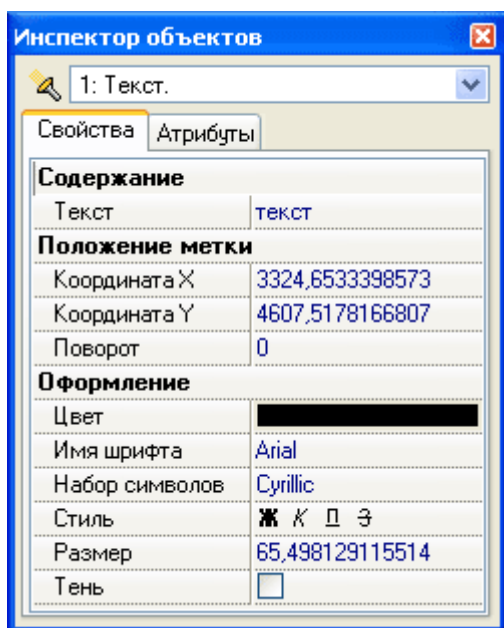 Инспектор объектов
1: Текст.
Свойства Атрибуты
Содержание
Текст текст
Положение метки
Координата X 3324,6533398573
Координата Y 4607,5178166807
Поворот 0
Оформление
Цвет
Имя шрифта Arial
Набор символов Cyrillic
Стиль Ж К П З
Размер 65,498129115514
Тень